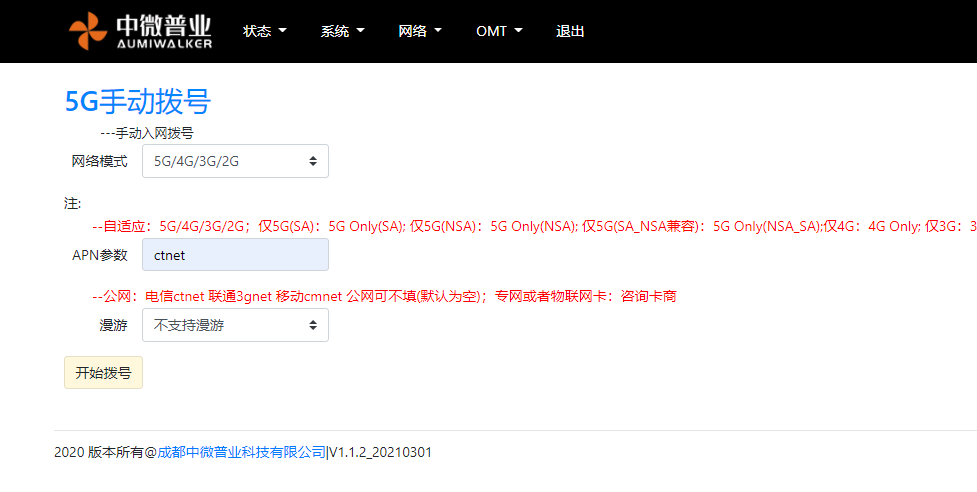 中微普业
AUMIWALKER
状态 系统 网络 OMT 退出
5G手动拨号
---手动入网拨号
网络模式 5G/4G/3G/2G
注:
--自适应：5G/4G/3G/2G；仅5G(SA)：5G Only(SA); 仅5G(NSA)：5G Only(NSA); 仅5G(SA_NSA兼容)：5G Only(NSA_SA);仅4G：4G Only; 仅3G：3
APN参数 ctnet
--公网：电信ctnet 联通3gnet 移动cmnet 公网可不填(默认为空)；专网或者物联网卡：咨询卡商
漫游 不支持漫游
开始拨号
2020 版本所有@成都中微普业科技有限公司|V1.1.2_20210301